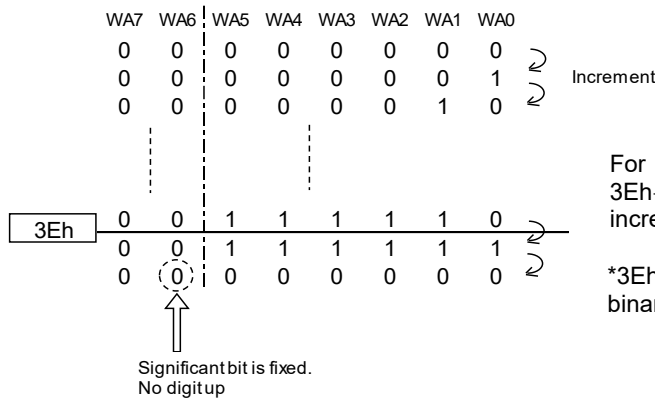 WA7 WA6 WA5 WA4 WA3 WA2 WA1 WA0
0 0 0 0 0 0 0 0
0 0 0 0 0 0 0 1
Increment
0 0 0 0 0 0 1 0
For
3Eh-
incre
3Eh 0 0 1 1 1 1 1 0
0 0 1 1 1 1 1 1
0 0 0 0 0 0 0 0
*3Eh
binar
Significant bit is fixed.
No digit up